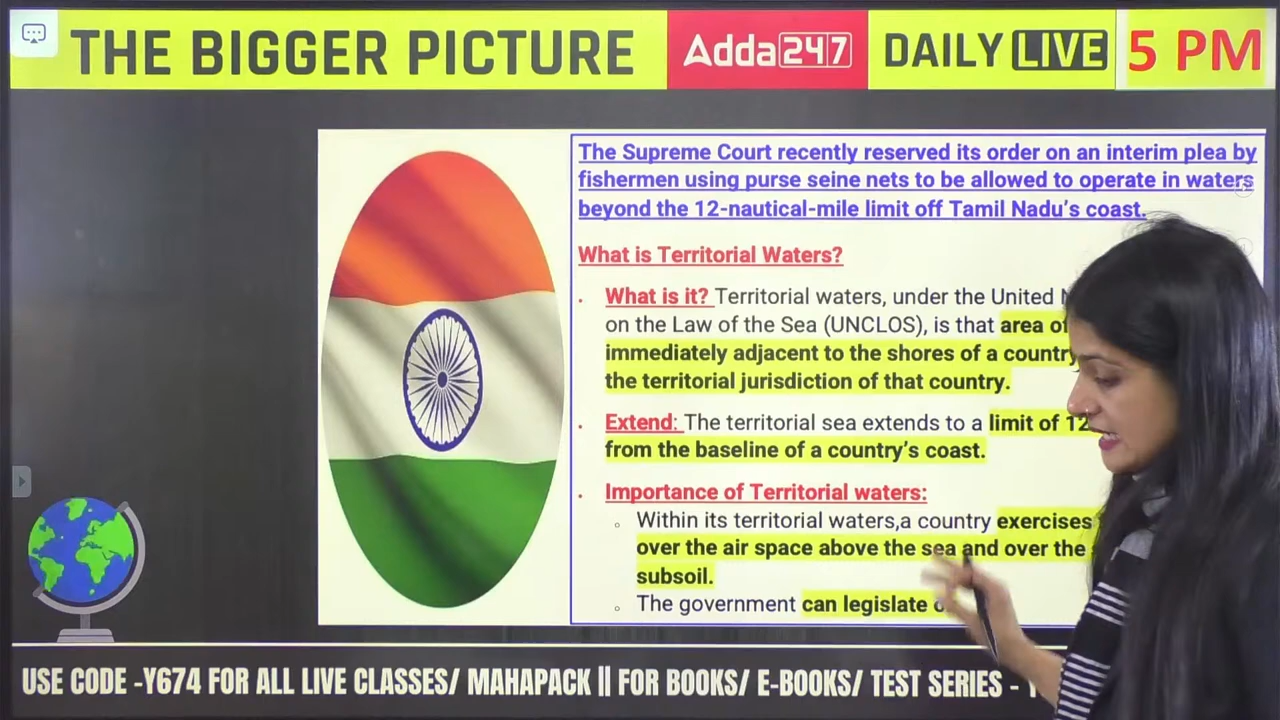 THE BIGGER PICTURE
Adda247
DAILY LIVE
5 PM
The Supreme Court recently reserved its order on an interim plea by
fishermen using purse seine nets to be allowed to operate in waters
beyond the 12-nautical-mile limit off Tamil Nadu's coast.
What is Territorial Waters?
. What is it? Territorial waters, under the United
on the Law of the Sea (UNCLOS), is that area of
immediately adjacent to the shores of a country
the territorial jurisdiction of that country.
. Extend: The territorial sea extends to a limit of 12
from the baseline of a country's coast.
. Importance of Territorial waters:
◦ Within its territorial waters,a country exercises
over the air space above the sea and over the
subsoil.
◦ The government can legislate
USE CODE -Y674 FOR ALL LIVE CLASSES/ MAHAPACK || FOR BOOKS/ E-BOOKS/ TEST SERIES -